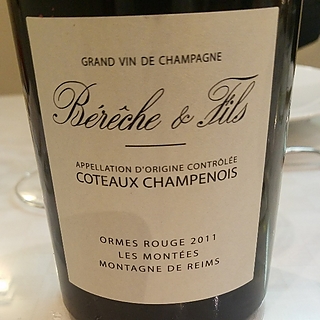 GRAND VIN DE CHAMPAGNE
Bérêche & Fils
APPELLATION D'ORIGINE CONTRÔLÉE
COTEAUX CHAMPENOIS
ORMES ROUGE 2011
LES MONTÉES
MONTAGNE DE REIMS